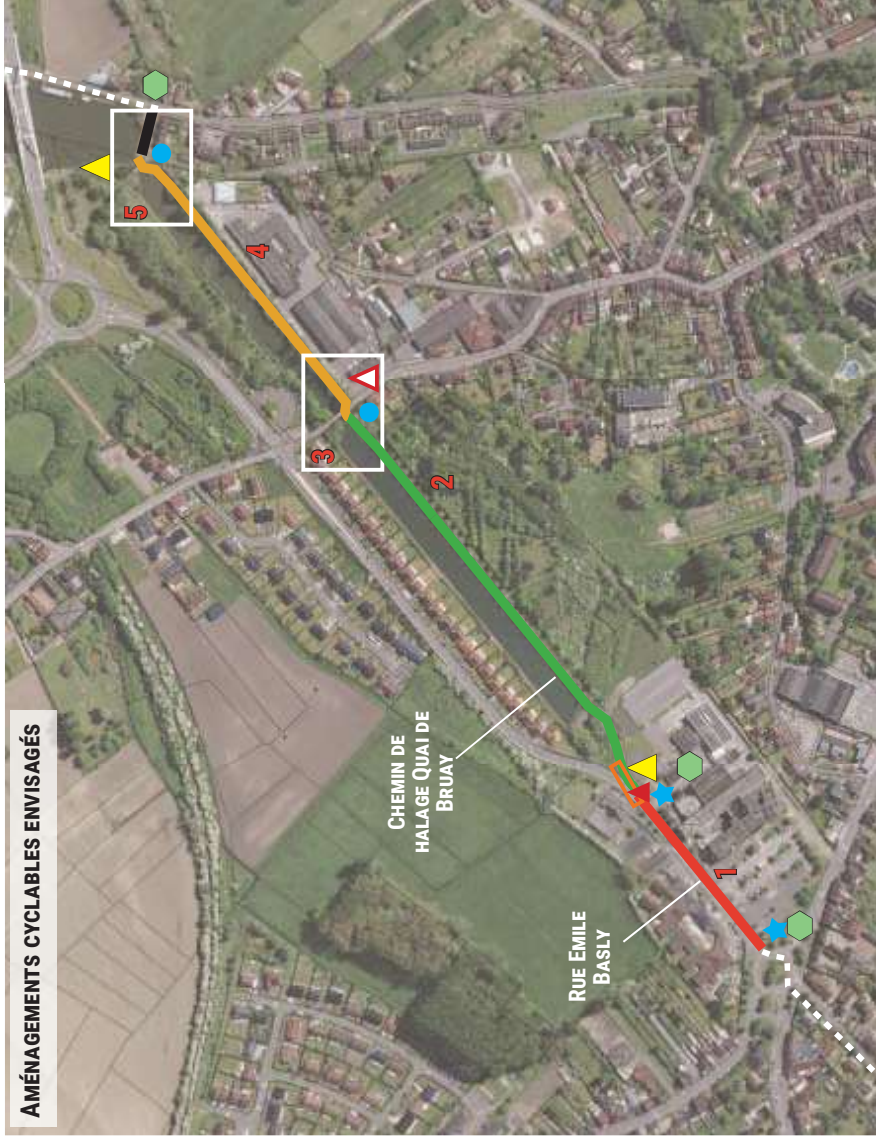 AMÉNAGEMENTS CYCLABLES ENVISAGÉS
5
4
3
2
CHEMIN DE
HALAGE QUAI DE
BRUAY
1
RUE EMILE
BASLY